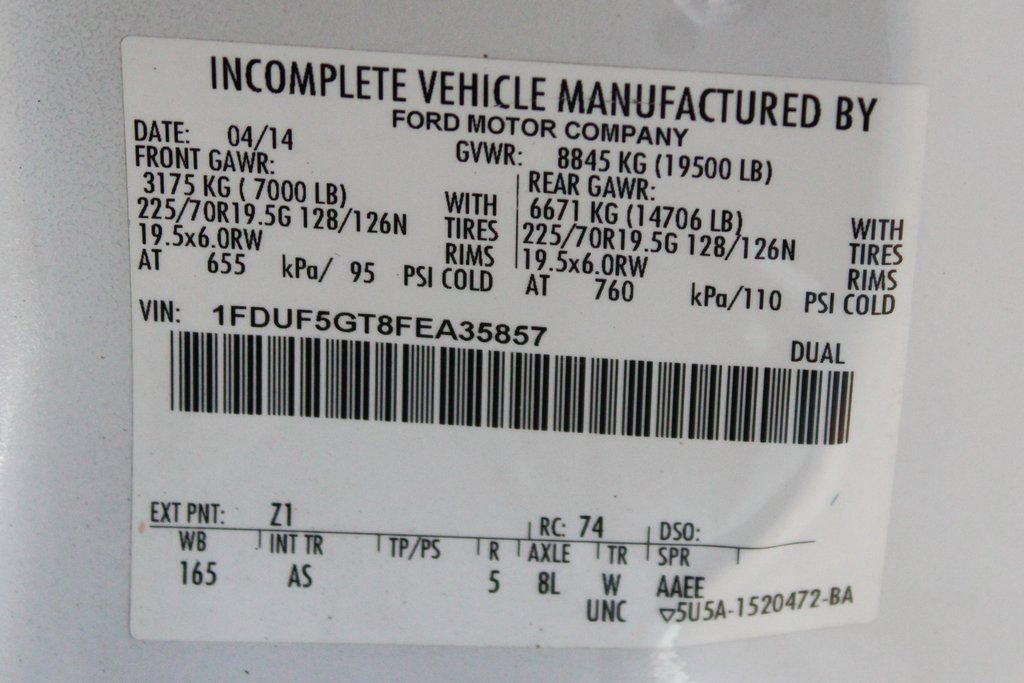 INCOMPLETE VEHICLE MANUFACTURED BY
FORD MOTOR COMPANY
DATE: 04/14 GVWR: 8845 KG (19500 LB)
FRONT GAWR: REAR GAWR:
3175 KG ( 7000 LB) WITH 6671 KG (14706 LB) WITH
225/70R19.5G 128/126N TIRES 225/70R19.5G 128/126N TIRES
19.5x6.0RW RIMS 19.5x6.0RW RIMS
AT 655 kPa/ 95 PSI COLD AT 760 kPa/110 PSI COLD
VIN: 1FDUF5GT8FEA35857
DUAL
EXT PNT: Z1 RC: 74 DSO:
WB INT TR TP/PS R AXLE TR SPR
165 AS 5 8L W AAEE
UNC ▽5U5A-1520472-BA